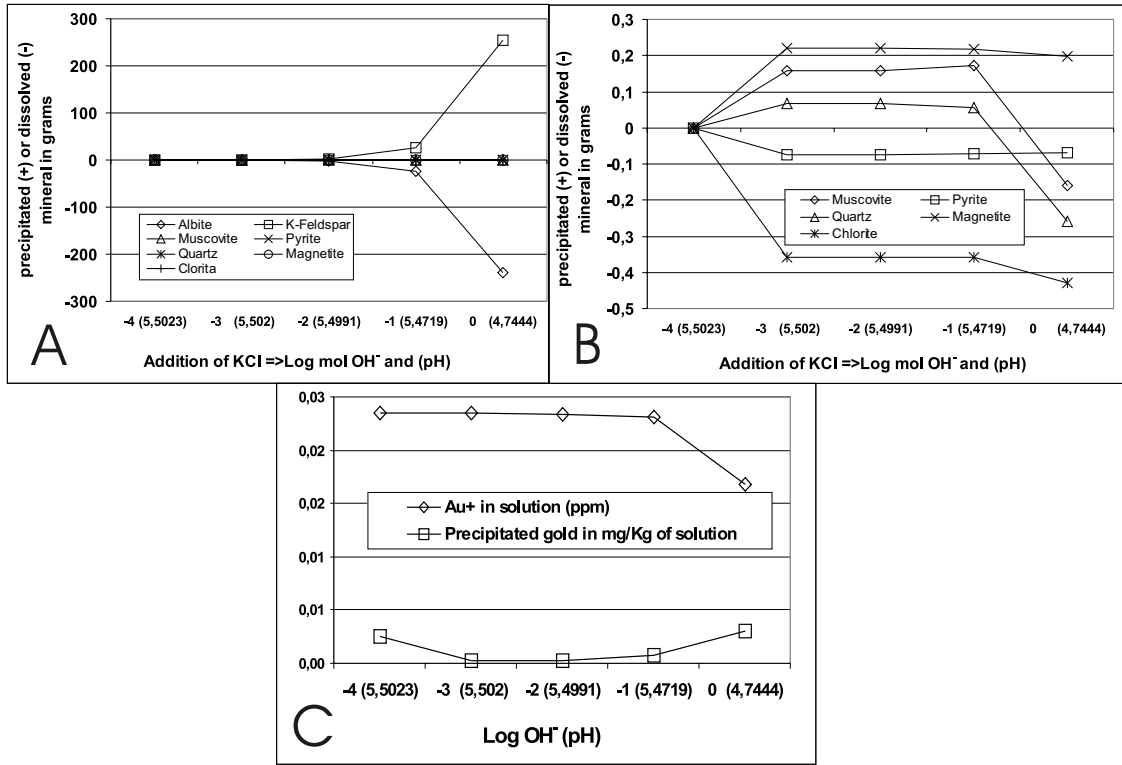 300
200
100
0
-100
-200
-300
precipitated (+) or dissolved (-)
mineral in grams
Albite
K-Feldspar
Muscovite
Pyrite
Quartz
Magnetite
Clorita
-4 (5,5023)
-3 (5,502)
-2 (5,4991)
-1 (5,4719)
0 (4,7444)
Addition of KCl =>Log mol OH⁻ and (pH)
A
0,3
0,2
0,1
0
-0,1
-0,2
-0,3
-0,4
-0,5
precipitated (+) or dissolved (-)
mineral in grams
Muscovite
Pyrite
Quartz
Magnetite
Chlorite
-4 (5,5023)
-3 (5,502)
-2 (5,4991)
-1 (5,4719)
0 (4,7444)
Addition of KCl =>Log mol OH⁻ and (pH)
B
0,03
0,02
0,02
0,01
0,01
0,00
Au+ in solution (ppm)
Precipitated gold in mg/Kg of solution
-4 (5,5023)
-3 (5,502)
-2 (5,4991)
-1 (5,4719)
0 (4,7444)
Log OH⁻ (pH)
C